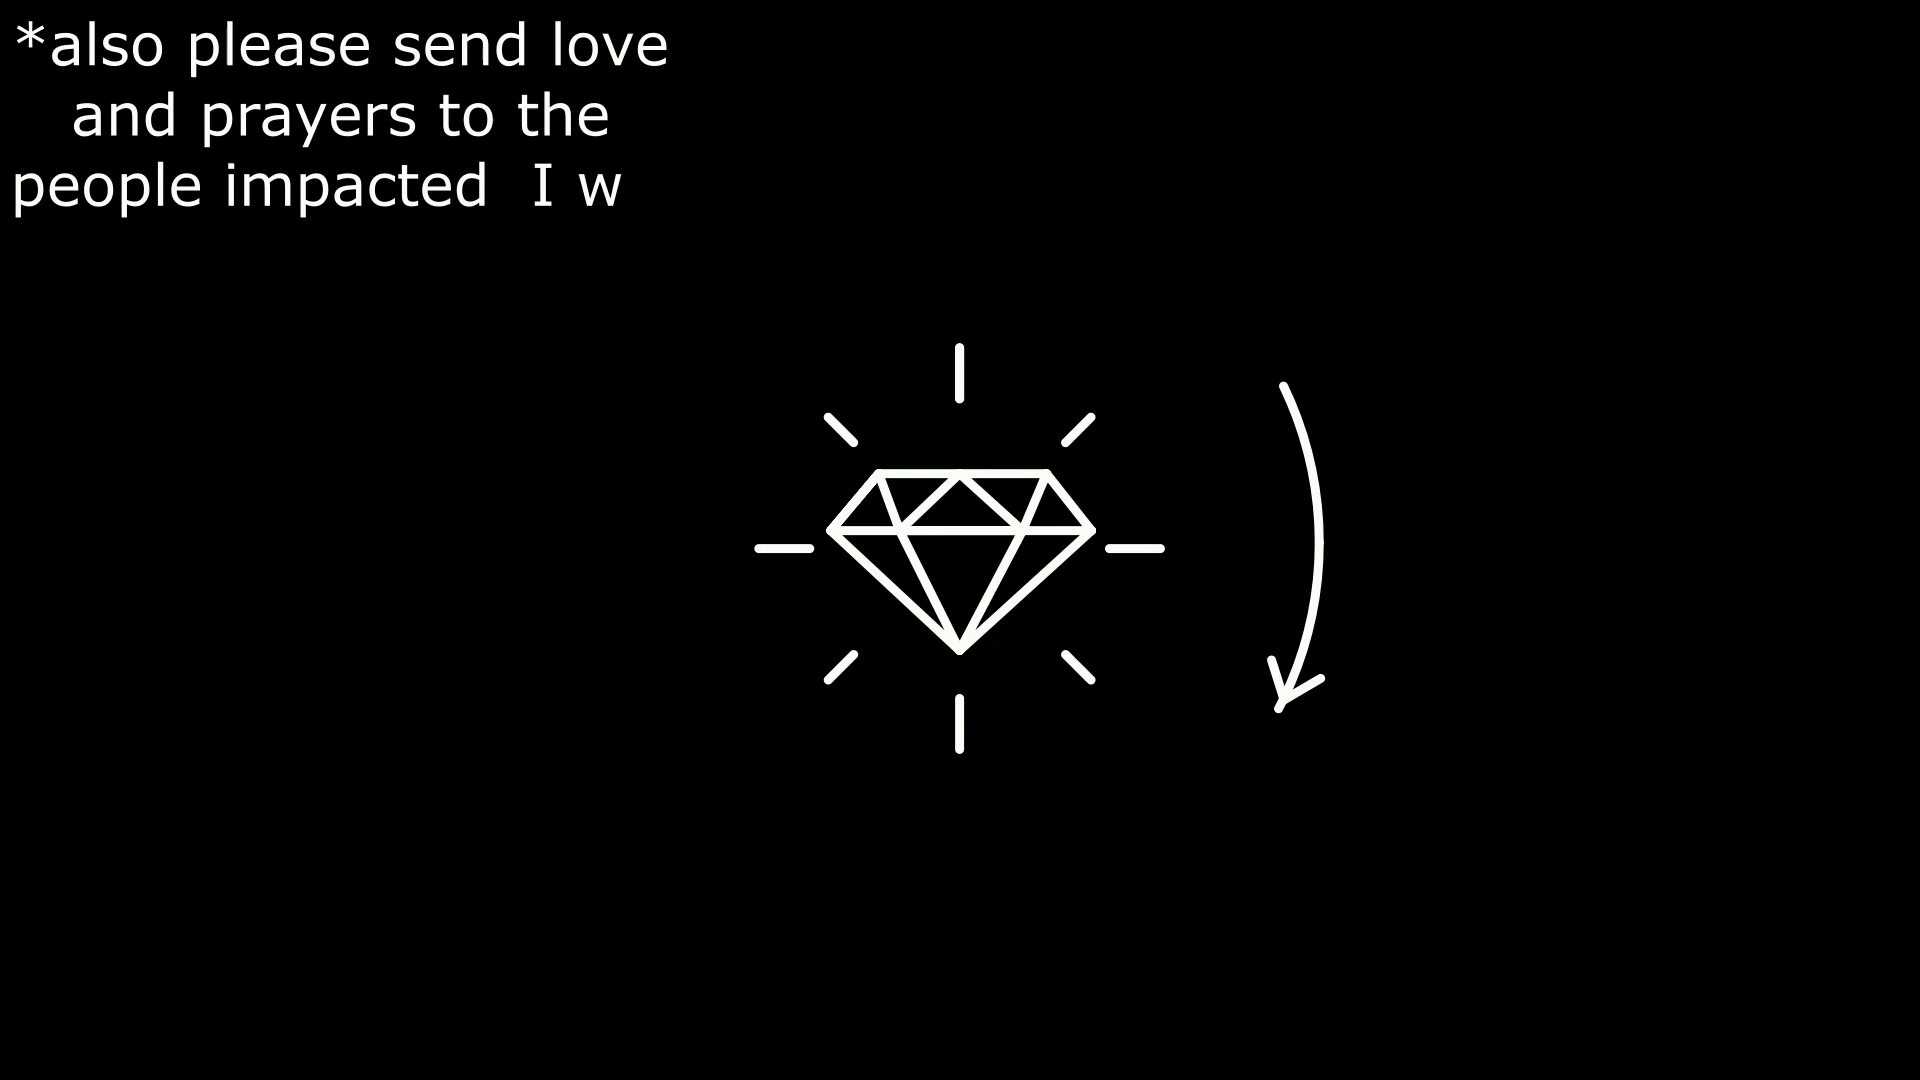 *also please send love
and prayers to the
people impacted  I w